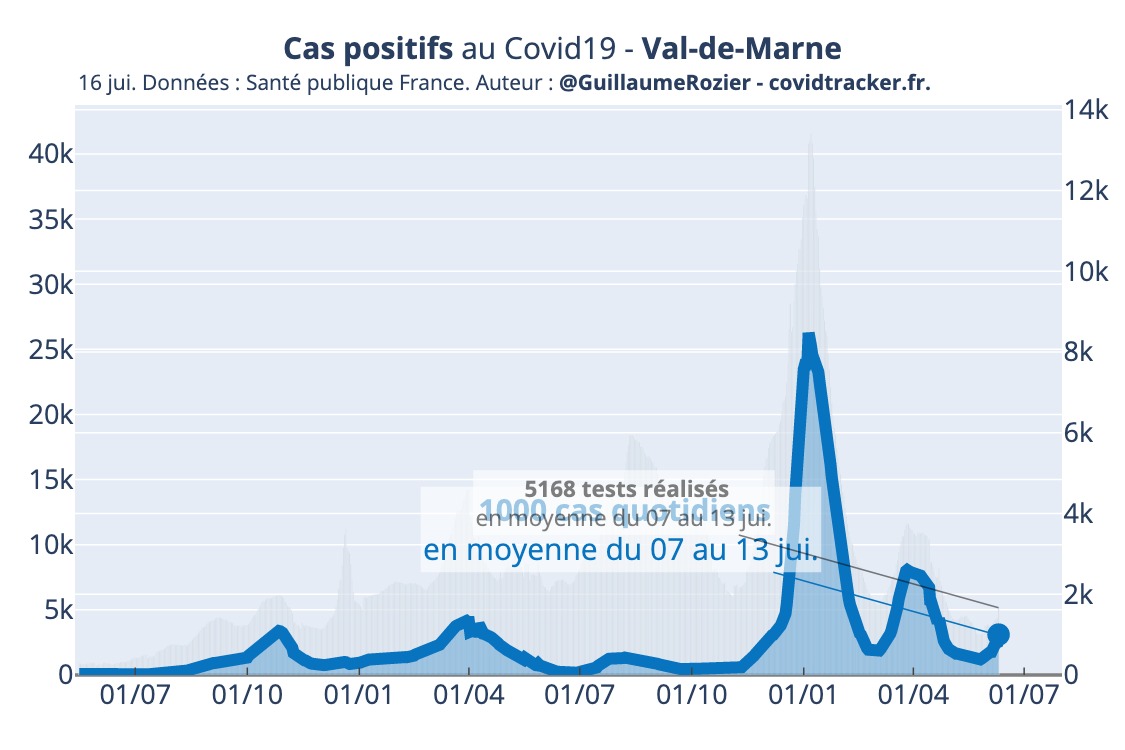 Cas positifs au Covid19 - Val-de-Marne
16 jui. Données : Santé publique France. Auteur : @GuillaumeRozier - covidtracker.fr.
14k
40k
12k
35k
10k
30k
25k
8k
20k
6k
15k
5168 tests réalisés
1000 cas quotidiens
en moyenne du 07 au 13 jui.
4k
10k
en moyenne du 07 au 13 jui.
2k
5k
0
0
01/07
01/10
01/01
01/04
01/07
01/10
01/01
01/04
01/07